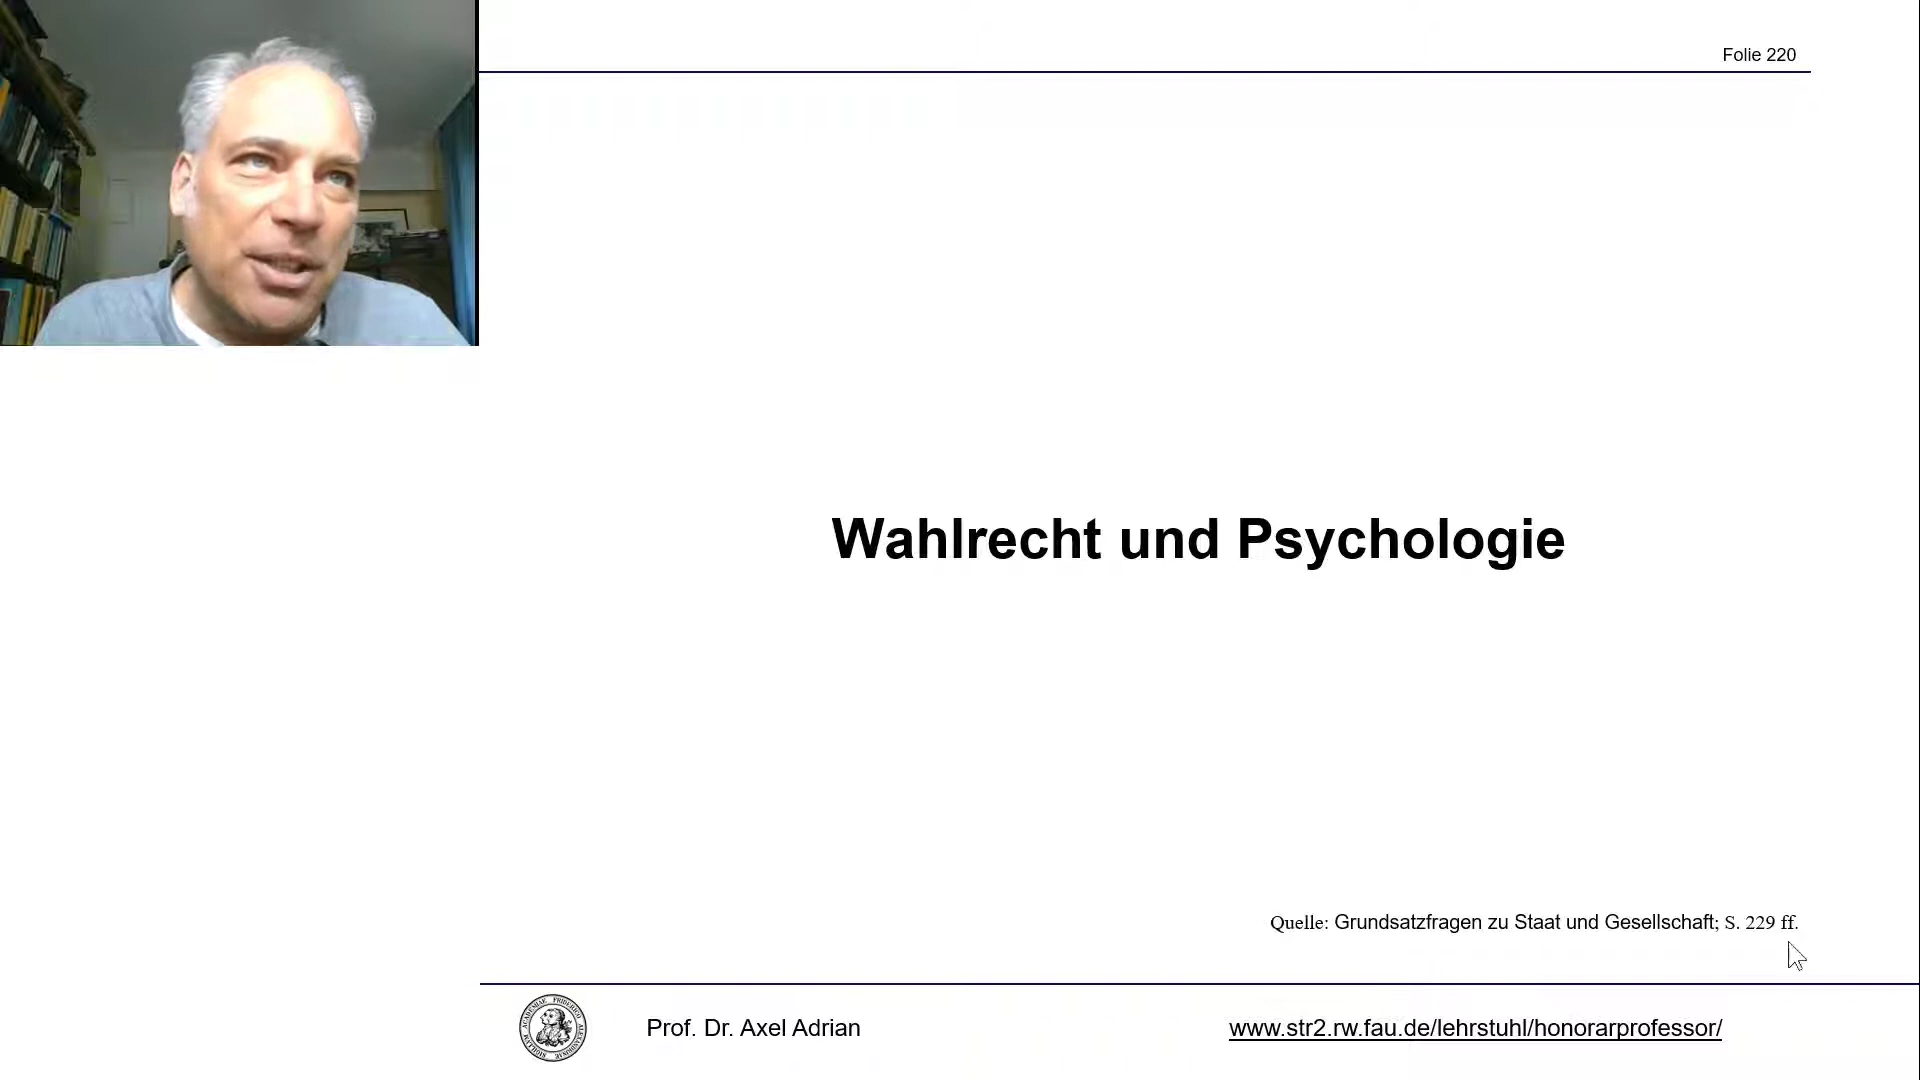 Folie 220
Wahlrecht und Psychologie
Quelle: Grundsatzfragen zu Staat und Gesellschaft; S. 229 ff.
Prof. Dr. Axel Adrian
www.str2.rw.fau.de/lehrstuhl/honorarprofessor/